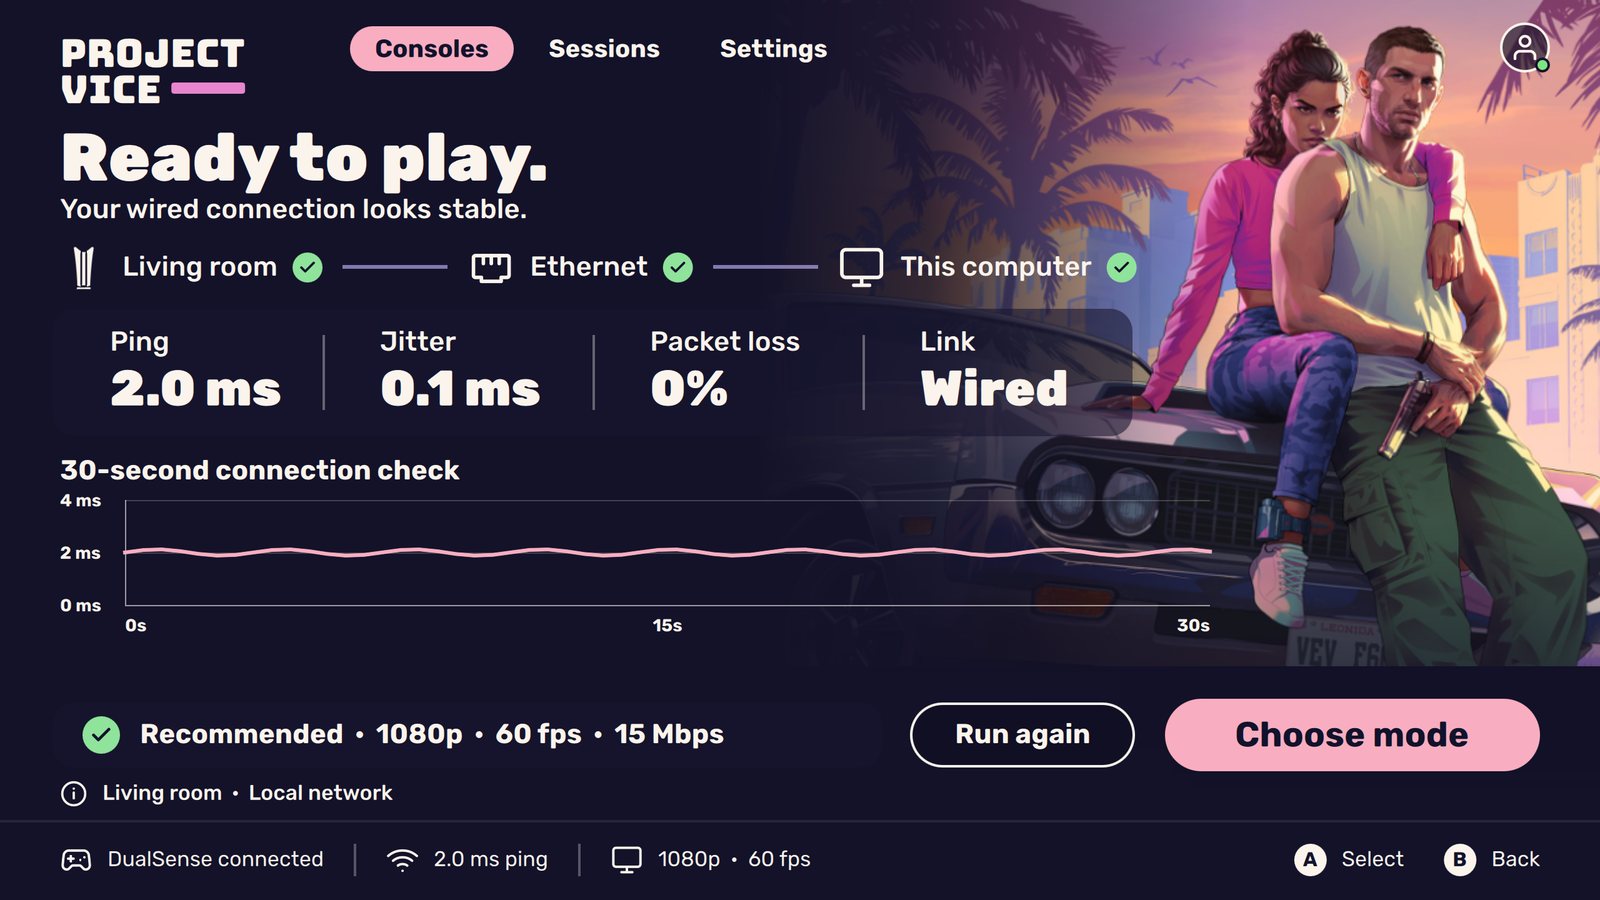 PROJECT
VICE
Consoles
Sessions
Settings
Ready to play.
Your wired connection looks stable.
Living room
Ethernet
This computer
Ping
2.0 ms
Jitter
0.1 ms
Packet loss
0%
Link
Wired
30-second connection check
4 ms
2 ms
0 ms
0s
15s
30s
LEONIDA
Recommended • 1080p • 60 fps • 15 Mbps
Run again
Choose mode
Living room • Local network
DualSense connected
2.0 ms ping
1080p • 60 fps
A Select
B Back